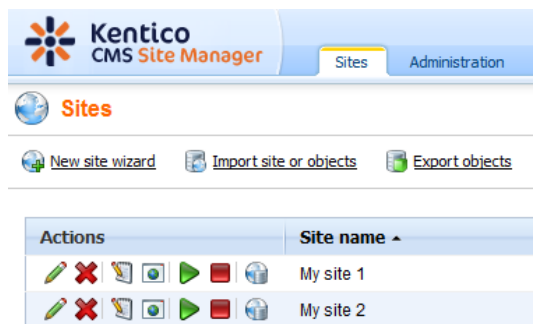 Kentico
CMS Site Manager
Sites Administration
Sites
New site wizard Import site or objects Export objects
Actions Site name
My site 1
My site 2